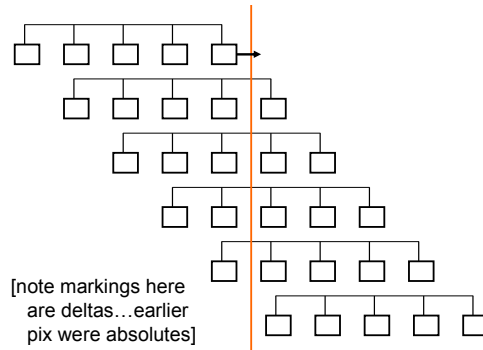 [note markings here
are deltas...earlier
pix were absolutes]